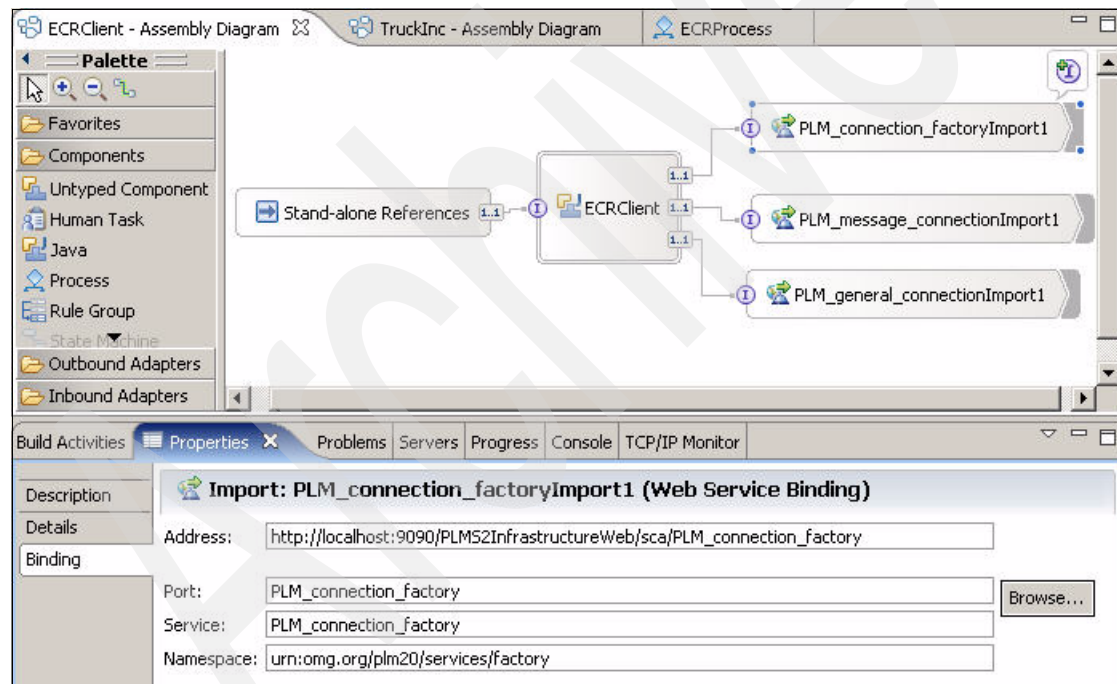 ECRClient - Assembly Diagram TruckInc - Assembly Diagram ECRProcess
Palette
Favorites
Components
Untyped Component
Human Task
Java
Process
Rule Group
State Machine
Outbound Adapters
Inbound Adapters
PLM_connection_factoryImport1
1..1
Stand-alone References 1..1 I ECRClient 1..1 I PLM_message_connectionImport1
1..1
I PLM_general_connectionImport1
Build Activities Properties Problems Servers Progress Console TCP/IP Monitor
Description
Details
Binding
Import: PLM_connection_factoryImport1 (Web Service Binding)
Address: http://localhost:9090/PLMS2InfrastructureWeb/sca/PLM_connection_factory
Port: PLM_connection_factory
Browse...
Service: PLM_connection_factory
Namespace: urn:omg.org/plm20/services/factory